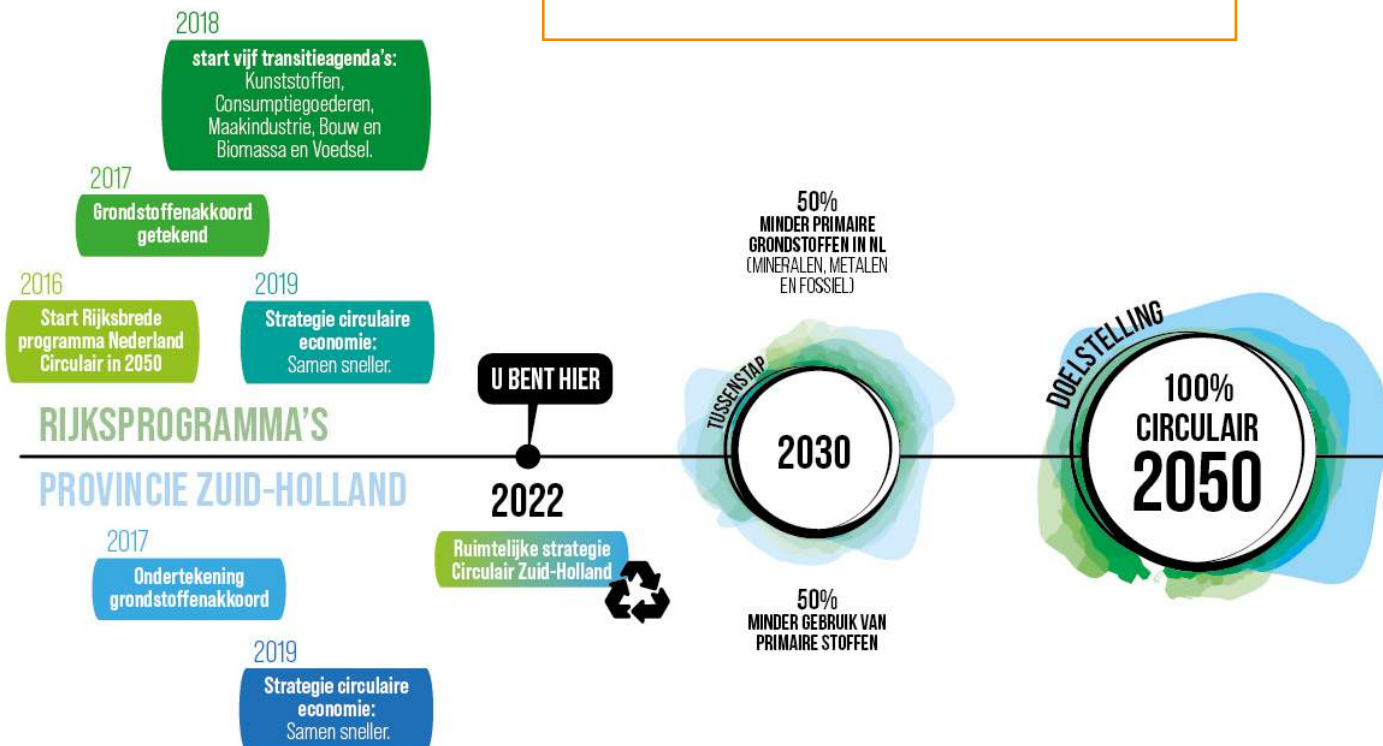 2018
start vijf transitieagenda's:
Kunststoffen,
Consumptiegoederen,
Maakindustrie, Bouw en
Biomassa en Voedsel.
2017
Grondstoffenakkoord
getekend
2016
Start Rijksbrede
programma Nederland
Circulair in 2050
2019
Strategie circulaire
economie:
Samen sneller.
U BENT HIER
50%
MINDER PRIMAIRE
GRONDSTOFFEN IN NL
(MINERALEN, METALEN
EN FOSSIEL)
TUSSENSTAP
2030
DOELSTELLING
100%
CIRCULAIR
2050
RIJKSPROGRAMMA'S
PROVINCIE ZUID-HOLLAND
2017
Ondertekening
grondstoffenakkoord
2019
Strategie circulaire
economie:
Samen sneller.
2022
Ruimtelijke strategie
Circulair Zuid-Holland
50%
MINDER GEBRUIK VAN
PRIMAIRE STOFFEN